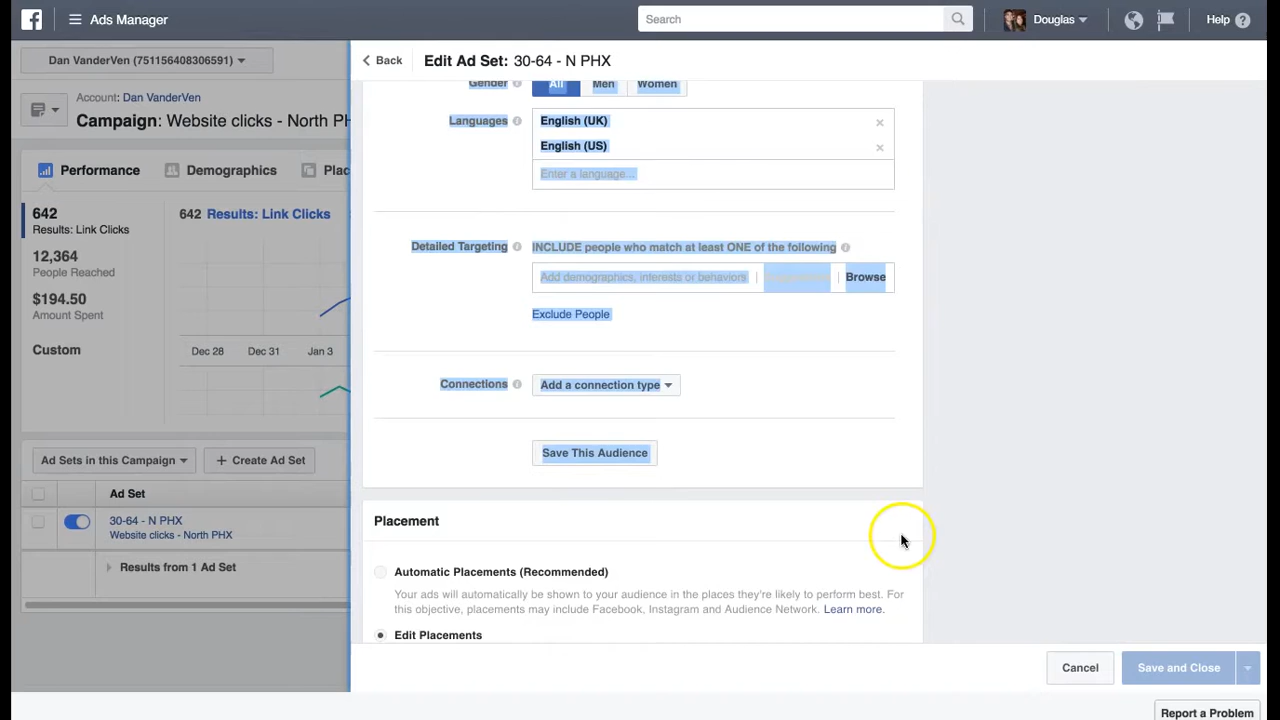 Ads Manager
Search
Douglas
Help
Dan VanderVen (751156408306591)
Back
Edit Ad Set: 30-64 - N PHX
Account: Dan VanderVen
Campaign: Website clicks - North PH
Performance
Demographics
Plac
642
Results: Link Clicks
12,364
People Reached
$194.50
Amount Spent
Custom
642 Results: Link Clicks
Dec 28
Dec 31
Jan 3
Ad Sets in this Campaign
+ Create Ad Set
Ad Set
30-64 - N PHX
Website clicks - North PHX
Results from 1 Ad Set
Gender
All
Men
Women
Languages
English (UK)
English (US)
Enter a language...
Detailed Targeting
INCLUDE people who match at least ONE of the following
Add demographics, interests or behaviors
Browse
Exclude People
Connections
Add a connection type
Save This Audience
Placement
Automatic Placements (Recommended)
Your ads will automatically be shown to your audience in the places they're likely to perform best. For
this objective, placements may include Facebook, Instagram and Audience Network. Learn more.
Edit Placements
Cancel
Save and Close
Report a Problem